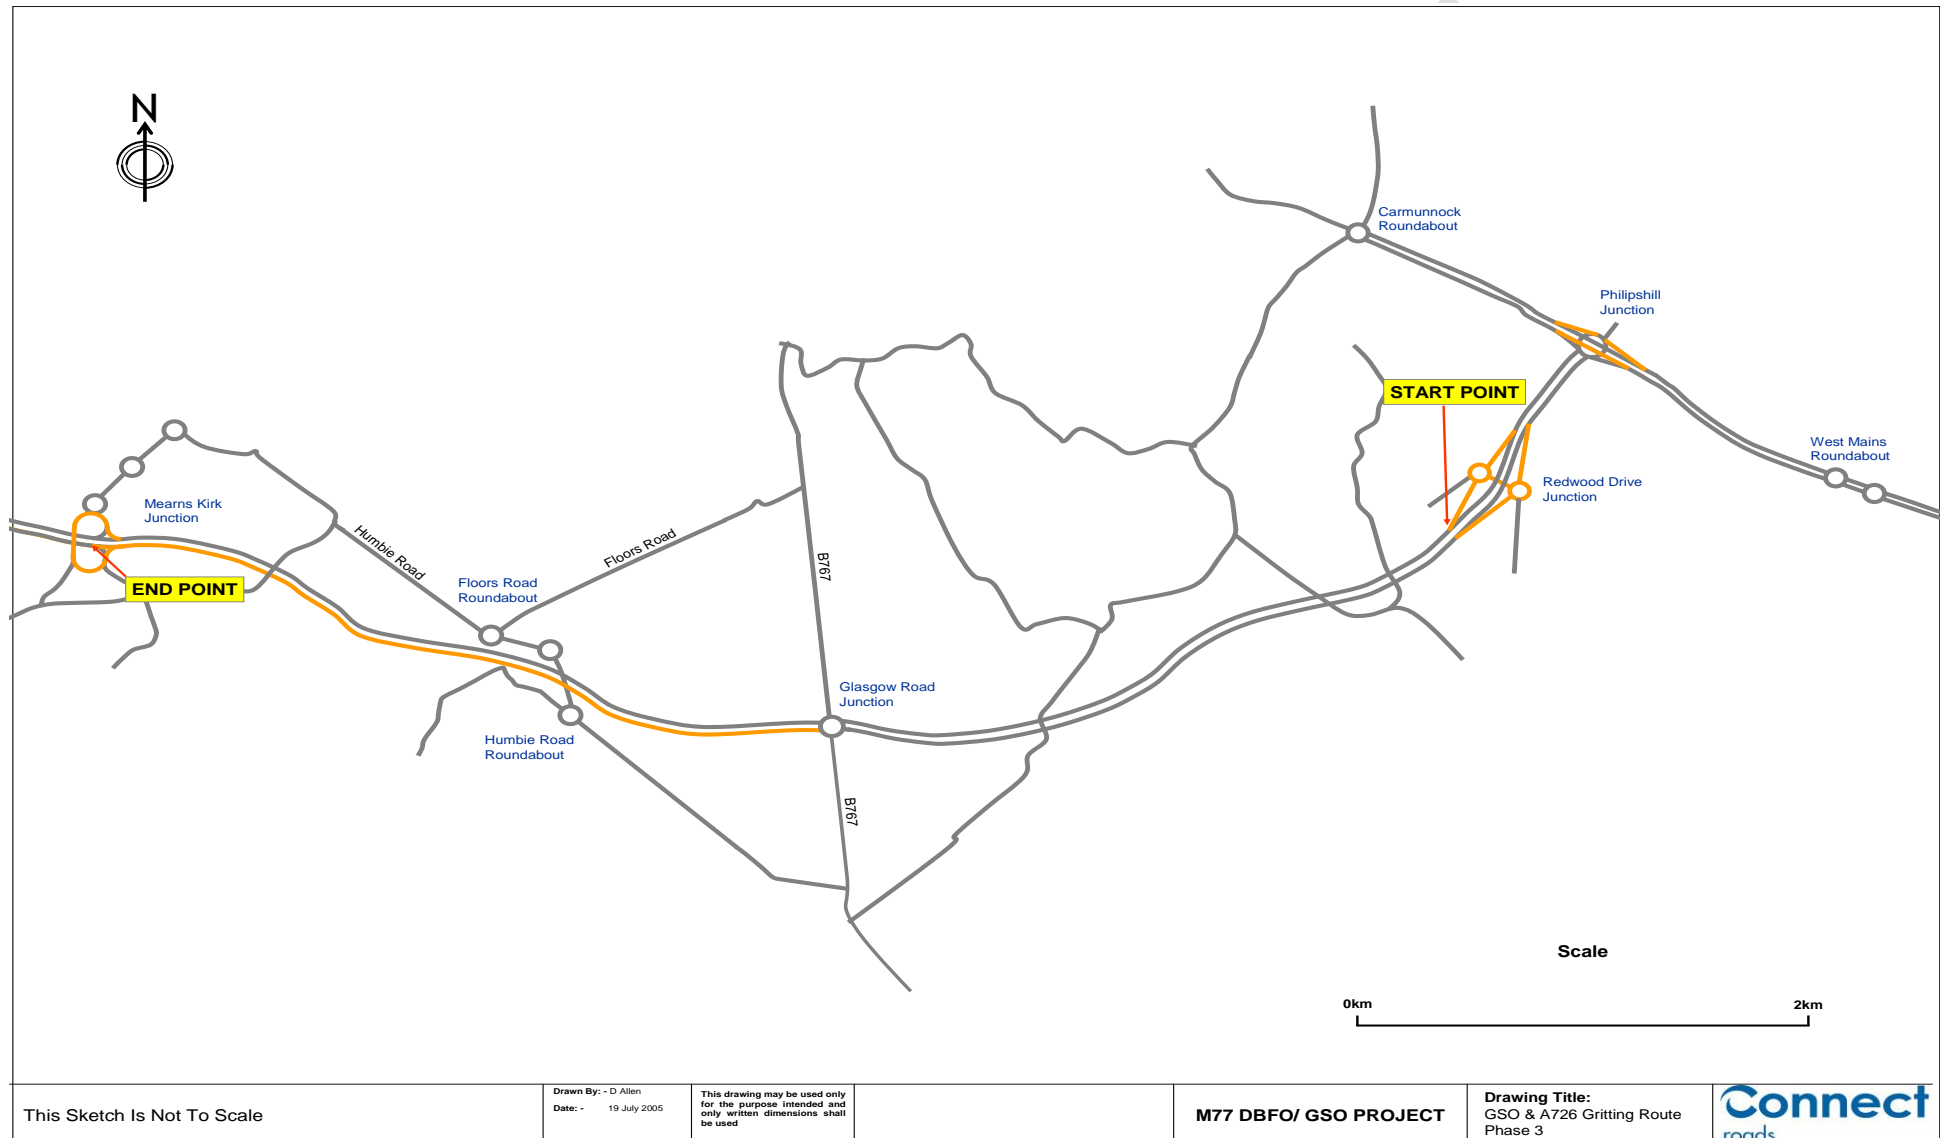 N
Carmunnock
Roundabout
Philipshill
Junction
START POINT
West Mains
Roundabout
Redwood Drive
Junction
Mearns Kirk
Junction
Humbie Road
Floors Road
B767
END POINT
Floors Road
Roundabout
Glasgow Road
Junction
Humbie Road
Roundabout
B767
Scale
0km
2km
This Sketch Is Not To Scale
Drawn By: - D Allen
Date: - 19 July 2005
This drawing may be used only
for the purpose intended and
only written dimensions shall
be used
M77 DBFO/ GSO PROJECT
Drawing Title:
GSO & A726 Gritting Route
Phase 3
Connect
roads